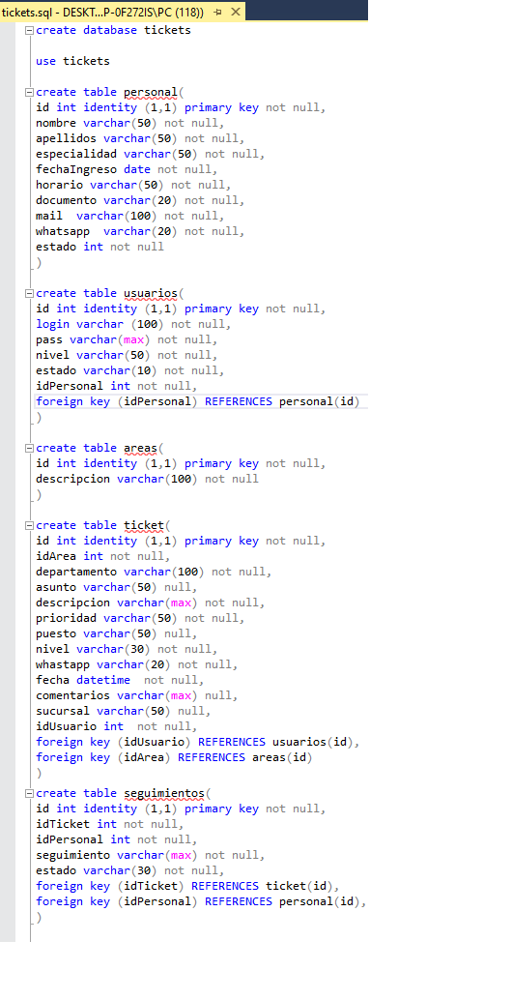 tickets.sql - DESKT...P-0F272IS\PC (118))
create database tickets
use tickets
create table personal(
id int identity (1,1) primary key not null,
nombre varchar(50) not null,
apellidos varchar(50) not null,
especialidad varchar(50) not null,
fechaIngreso date not null,
horario varchar(50) not null,
documento varchar(20) not null,
mail  varchar(100) not null,
whatsapp  varchar(20) not null,
estado int not null
)
create table usuarios(
id int identity (1,1) primary key not null,
login varchar (100) not null,
pass varchar(max) not null,
nivel varchar(50) not null,
estado varchar(10) not null,
idPersonal int not null,
foreign key (idPersonal) REFERENCES personal(id)
)
create table areas(
id int identity (1,1) primary key not null,
descripcion varchar(100) not null
)
create table ticket(
id int identity (1,1) primary key not null,
idArea int not null,
departamento varchar(100) not null,
asunto varchar(50) null,
descripcion varchar(max) not null,
prioridad varchar(50) not null,
puesto varchar(50) null,
nivel varchar(30) not null,
whastapp varchar(20) not null,
fecha datetime  not null,
comentarios varchar(max) null,
sucursal varchar(50) null,
idUsuario int  not null,
foreign key (idUsuario) REFERENCES usuarios(id),
foreign key (idArea) REFERENCES areas(id)
)
create table seguimientos(
id int identity (1,1) primary key not null,
idTicket int not null,
idPersonal int not null,
seguimiento varchar(max) not null,
estado varchar(30) not null,
foreign key (idTicket) REFERENCES ticket(id),
foreign key (idPersonal) REFERENCES personal(id),
)